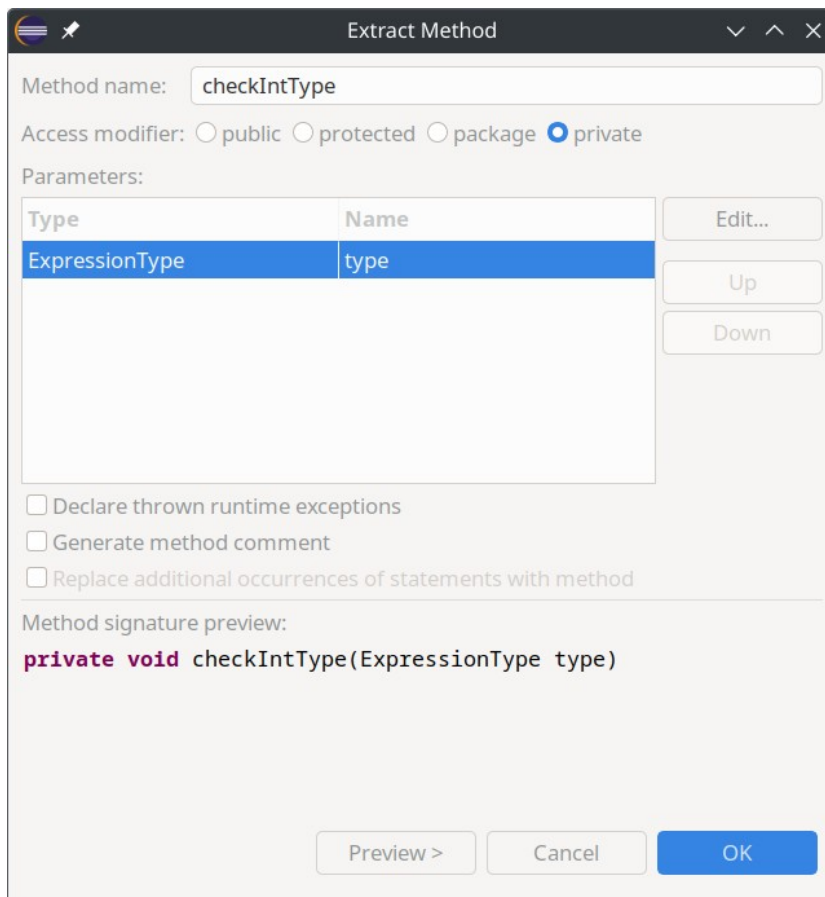 Extract Method
Method name: checkIntType
Access modifier: public protected package private
Parameters:
Type Name Edit...
ExpressionType type
Up
Down
Declare thrown runtime exceptions
Generate method comment
Replace additional occurrences of statements with method
Method signature preview:
private void checkIntType(ExpressionType type)
Preview > Cancel OK